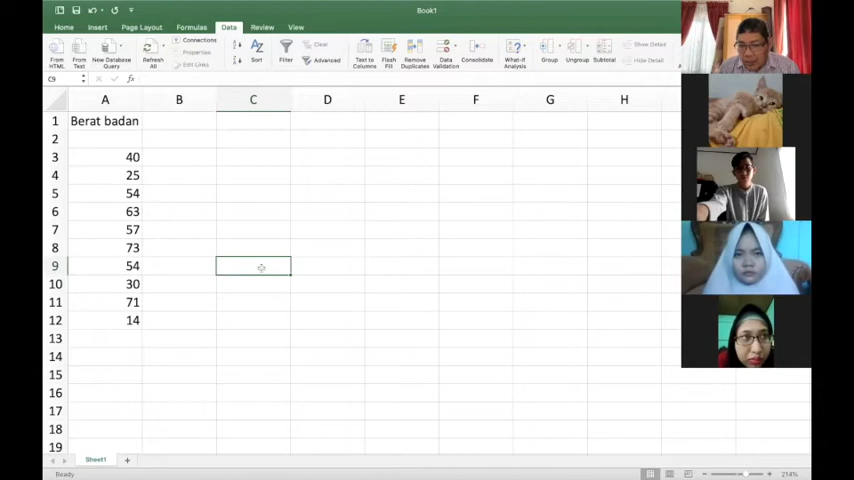 Book1
Home Insert Page Layout Formulas Data Review View
From HTML
From Text
New Database Query
Refresh All
Connections
Properties
Edit Links
Sort
Filter
Clear
Advanced
Text to Columns
Flash Fill
Remove Duplicates
Data Validation
Consolidate
What-if Analysis
Group
Ungroup
Subtotal
Show Detail
Hide Detail
C9 fx
A B C D E F G H
1 Berat badan
2
3 40
4 25
5 54
6 63
7 57
8 73
9 54
10 30
11 71
12 14
13
14
15
16
17
18
19
Sheet1 +
Ready
214%